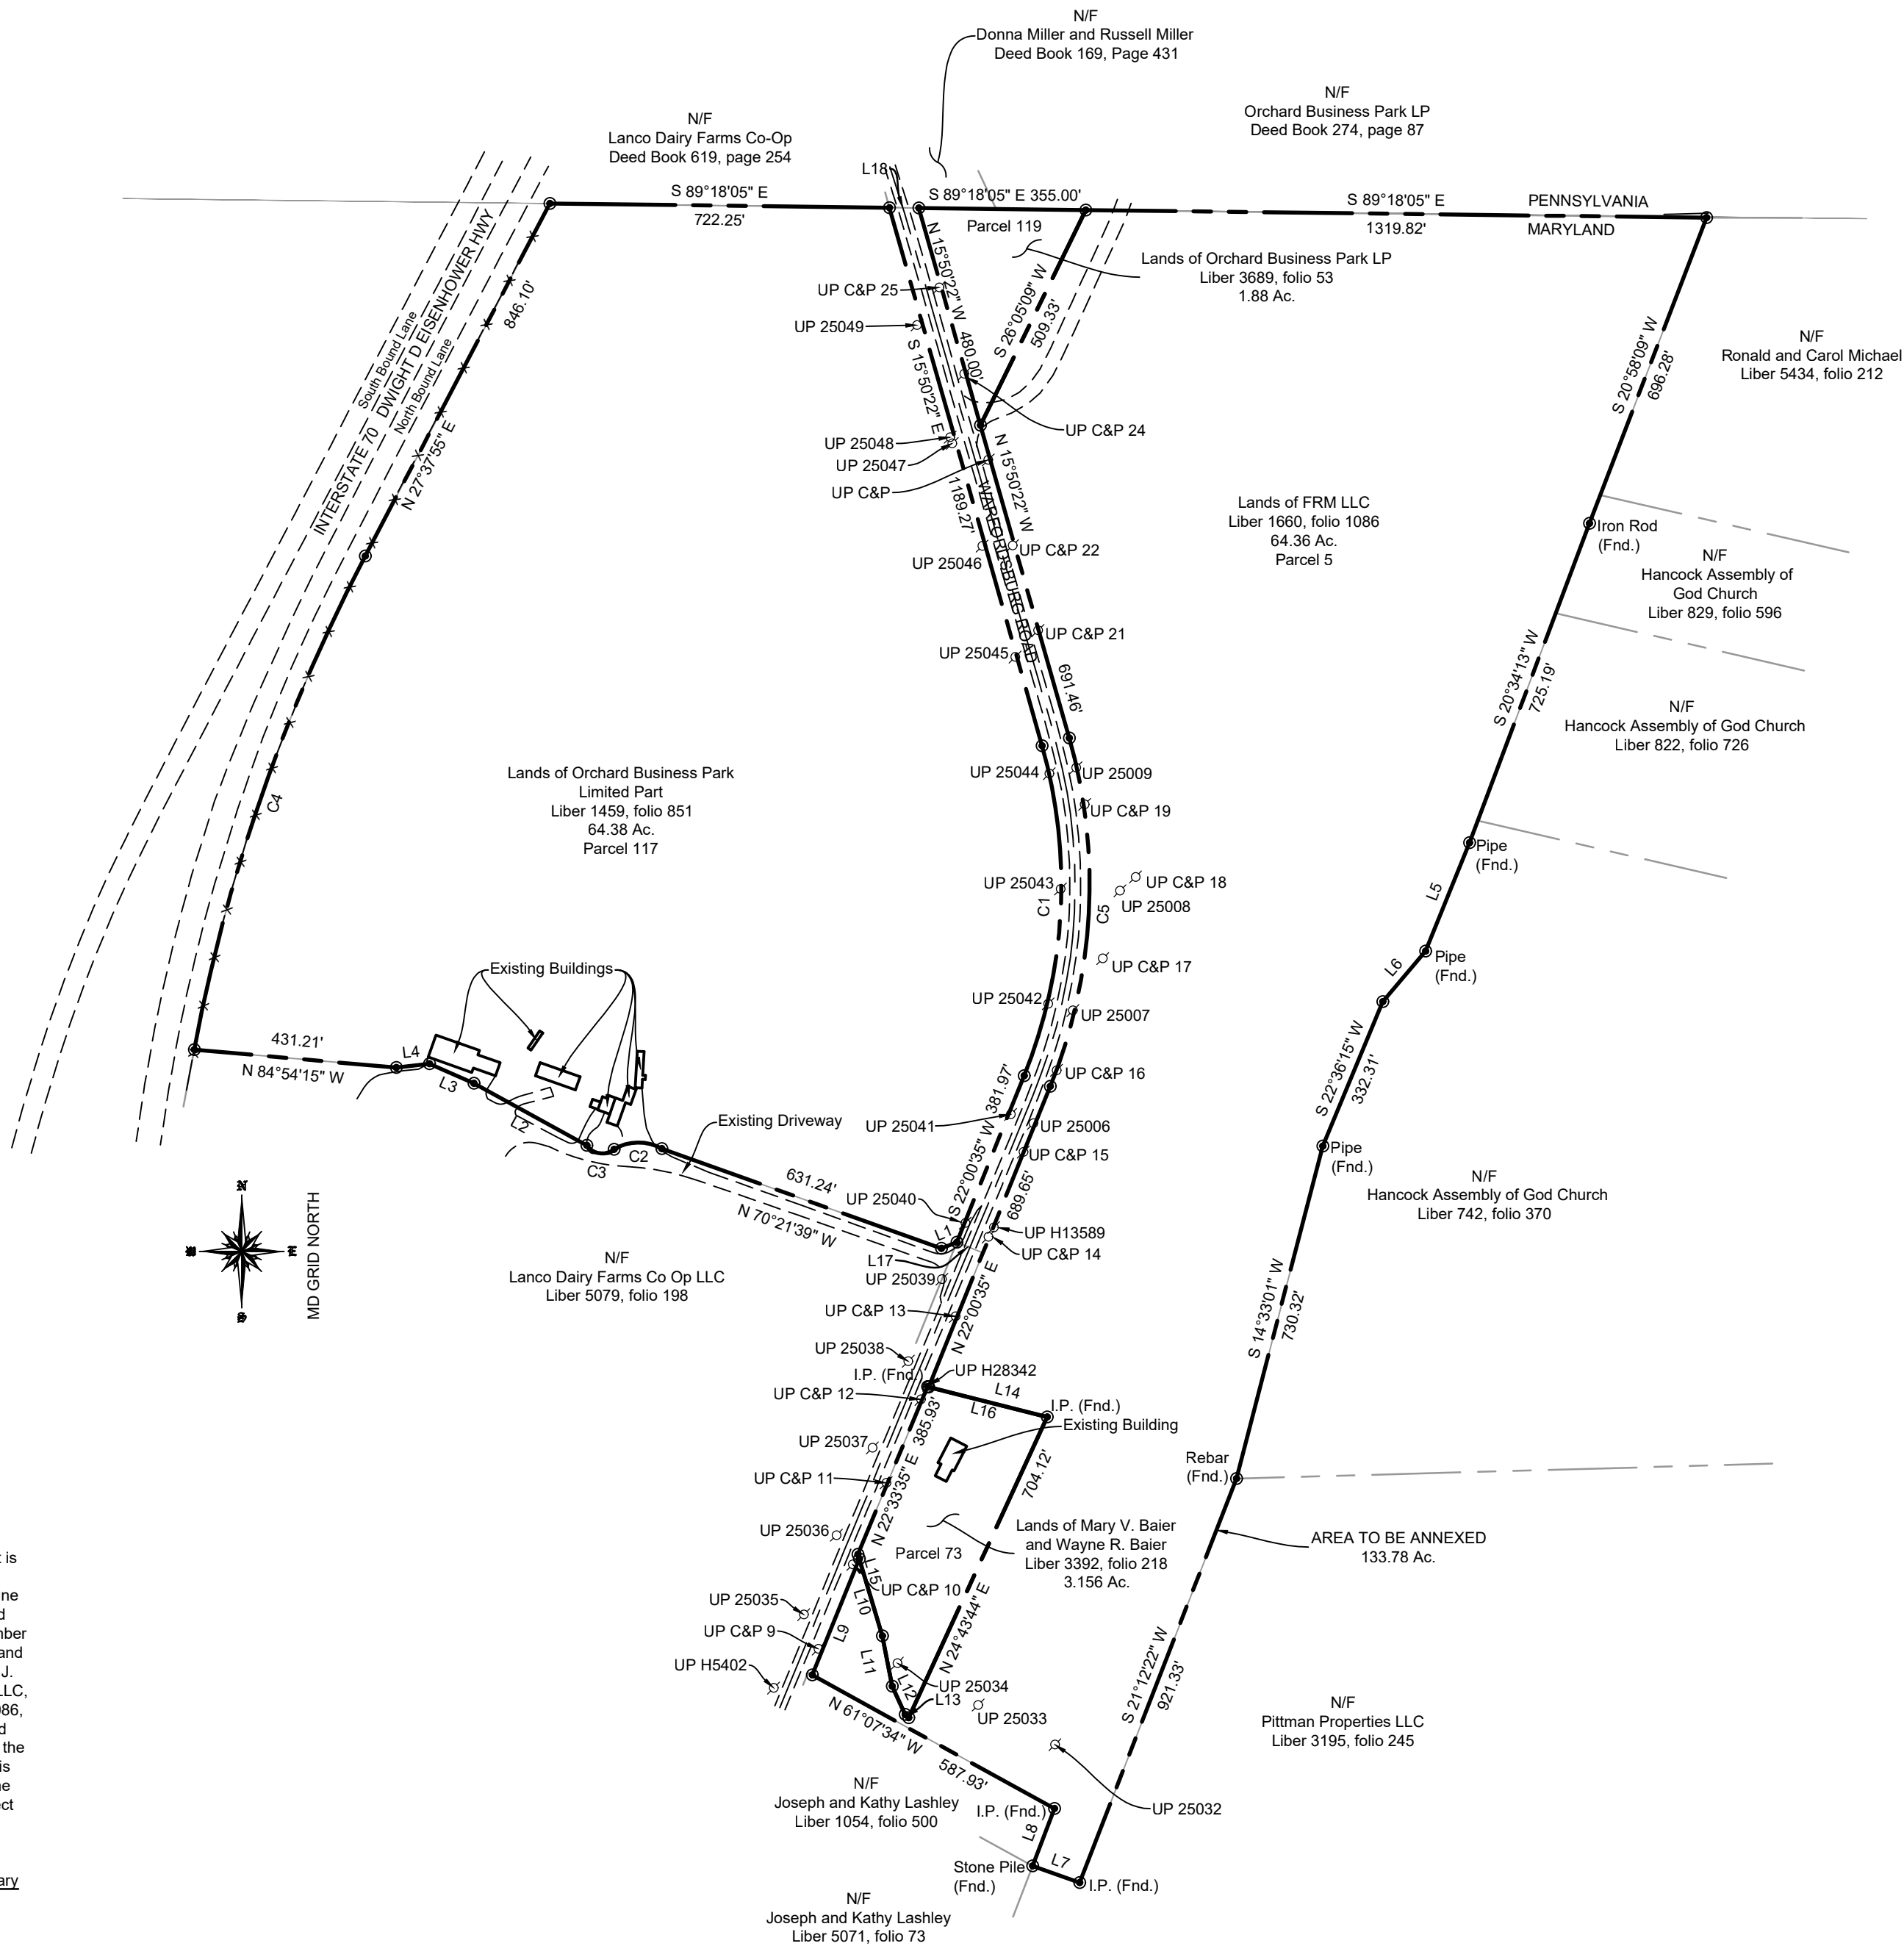 N/F
Donna Miller and Russell Miller
Deed Book 169, Page 431
N/F
Orchard Business Park LP
Deed Book 274, page 87
N/F
Lanco Dairy Farms Co-Op
Deed Book 619, page 254
L18
S 89°18'05" E
722.25'
S 89°18'05" E 355.00'
S 89°18'05" E
1319.82'
PENNSYLVANIA
MARYLAND
Parcel 119
Lands of Orchard Business Park LP
Liber 3689, folio 53
1.88 Ac.
N 15°50'22" W 480.00'
S 26°05'09" W
509.33'
UP C&P 25
UP 25049
S 15°50'22" E 1189.27'
UP 25048
UP 25047
UP C&P
UP C&P 24
N 15°50'22" W
691.46'
WARFORDSBURG ROAD
UP C&P 22
UP 25046
UP C&P 21
UP 25045
UP 25044
UP 25009
UP C&P 19
INTERSTATE 70 DWIGHT D EISENHOWER HWY
South Bound Lane
North Bound Lane
846.10'
N 27°37'55" E
C4
S 20°58'09" W
696.28'
N/F
Ronald and Carol Michael
Liber 5434, folio 212
Lands of FRM LLC
Liber 1660, folio 1086
64.36 Ac.
Parcel 5
Iron Rod
(Fnd.)
N/F
Hancock Assembly of
God Church
Liber 829, folio 596
S 20°34'13" W
725.19'
N/F
Hancock Assembly of God Church
Liber 822, folio 726
Lands of Orchard Business Park
Limited Part
Liber 1459, folio 851
64.38 Ac.
Parcel 117
Pipe
(Fnd.)
UP 25043
C1
C5
UP C&P 18
UP 25008
L5
UP C&P 17
Pipe
(Fnd.)
L6
Existing Buildings
UP 25042
UP 25007
431.21'
N 84°54'15" W
L4
L3
L2
C3
C2
Existing Driveway
UP C&P 16
381.97'
S 22°00'35" W
UP 25041
UP 25006
UP C&P 15
S 22°36'15" W
332.31'
Pipe
(Fnd.)
N/F
Hancock Assembly of God Church
Liber 742, folio 370
631.24'
N 70°21'39" W
UP 25040
689.65'
N 22°00'35" E
L1
L17
UP H13589
UP C&P 14
UP 25039
N
W
E
S
MD GRID NORTH
N/F
Lanco Dairy Farms Co Op LLC
Liber 5079, folio 198
UP C&P 13
UP 25038
I.P. (Fnd.)
UP H28342
UP C&P 12
L14
L16
I.P. (Fnd.)
Existing Building
S 14°33'01" W
730.32'
UP 25037
UP C&P 11
385.93'
N 22°33'35" E
704.12'
N 24°43'44" E
Rebar
(Fnd.)
UP 25036
Parcel 73
Lands of Mary V. Baier
and Wayne R. Baier
Liber 3392, folio 218
3.156 Ac.
AREA TO BE ANNEXED
133.78 Ac.
L15
UP C&P 10
UP 25035
L10
UP C&P 9
L9
L11
UP H5402
L12
UP 25034
L13
UP 25033
S 21°12'22" W
921.33'
N 61°07'34" W
587.93'
N/F
Pittman Properties LLC
Liber 3195, folio 245
UP 25032
N/F
Joseph and Kathy Lashley
Liber 1054, folio 500
I.P. (Fnd.)
L8
Stone Pile
(Fnd.)
L7
I.P. (Fnd.)
N/F
Joseph and Kathy Lashley
Liber 5071, folio 73
is
and
J.
LLC,
the
is